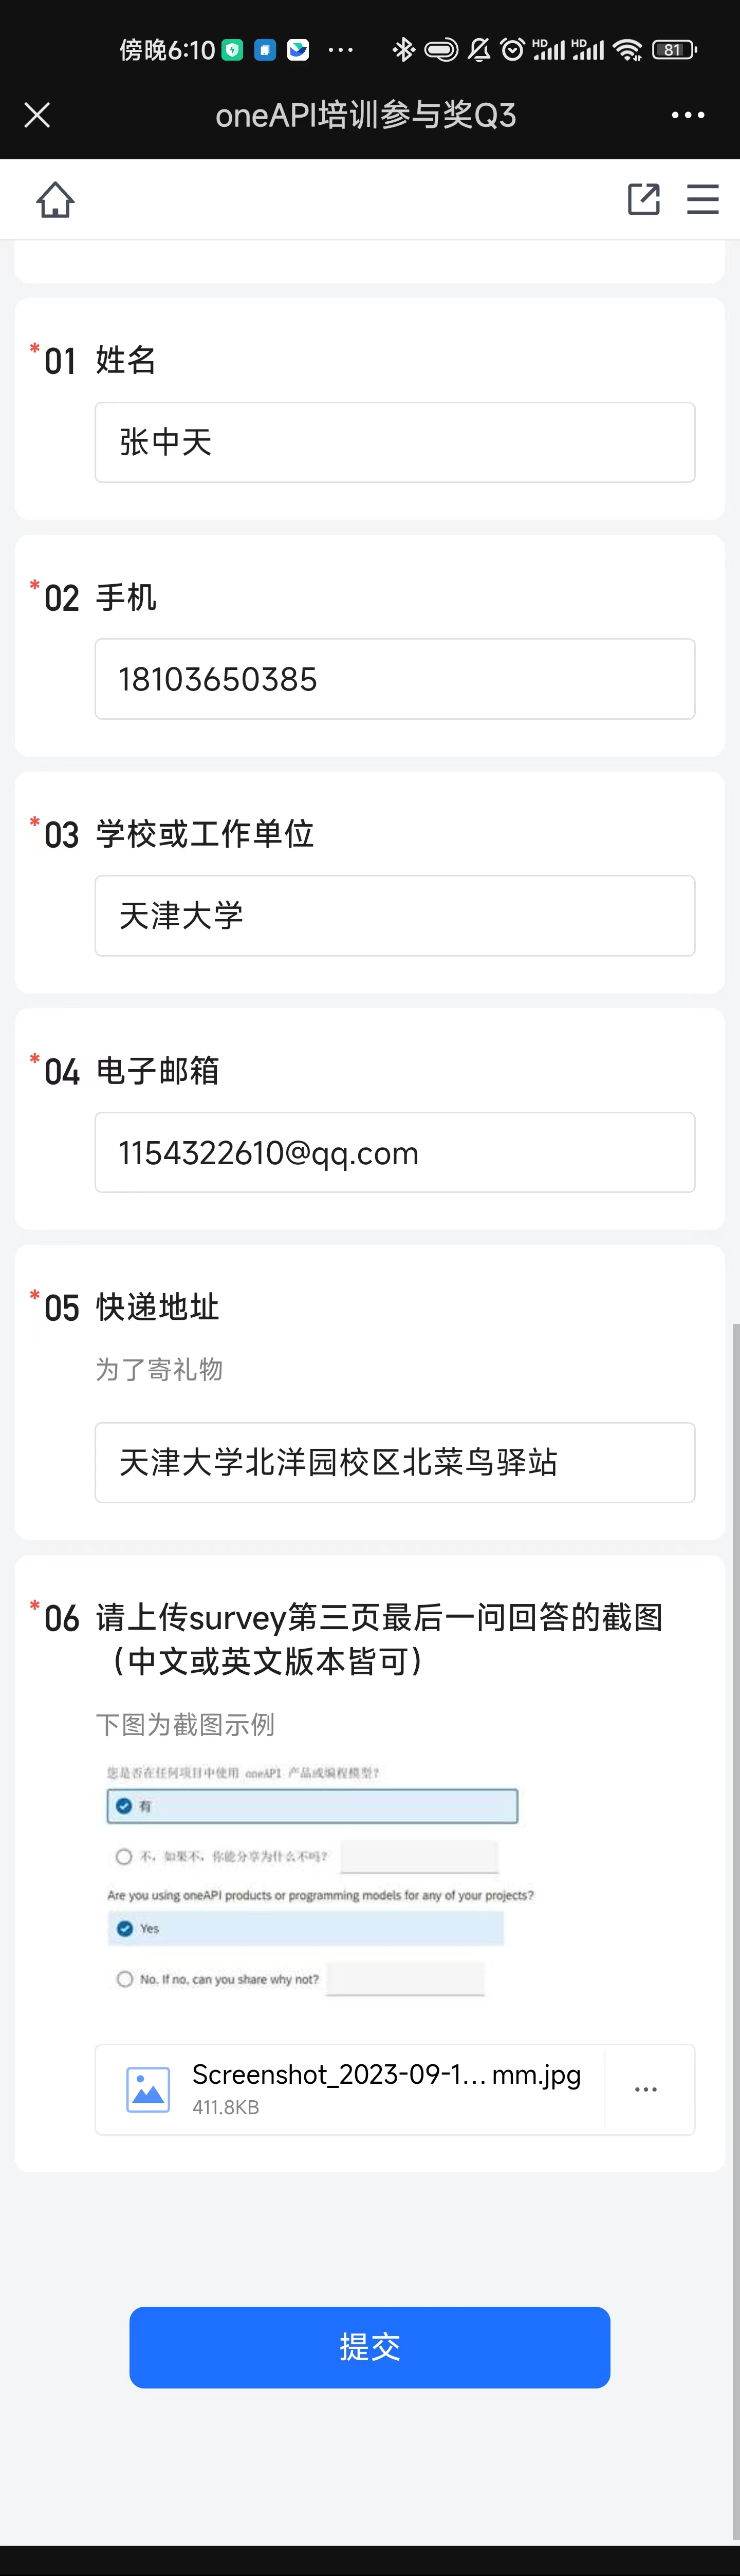 傍晚6:10
HD HD 81
oneAPI培训参与奖Q3
*01 姓名
张中天
*02 手机
18103650385
*03 学校或工作单位
天津大学
*04 电子邮箱
1154322610@qq.com
*05 快递地址
为了寄礼物
天津大学北洋园校区北菜鸟驿站
*06 请上传survey第三页最后一问回答的截图
（中文或英文版本皆可）
下图为截图示例
您是否在任何项目中使用 oneAPI 产品或编程模型?
有
不, 如果不, 你能分享为什么不吗?
Are you using oneAPI products or programming models for any of your projects?
Yes
No. If no, can you share why not?
Screenshot_2023-09-1... mm.jpg
411.8KB
提交